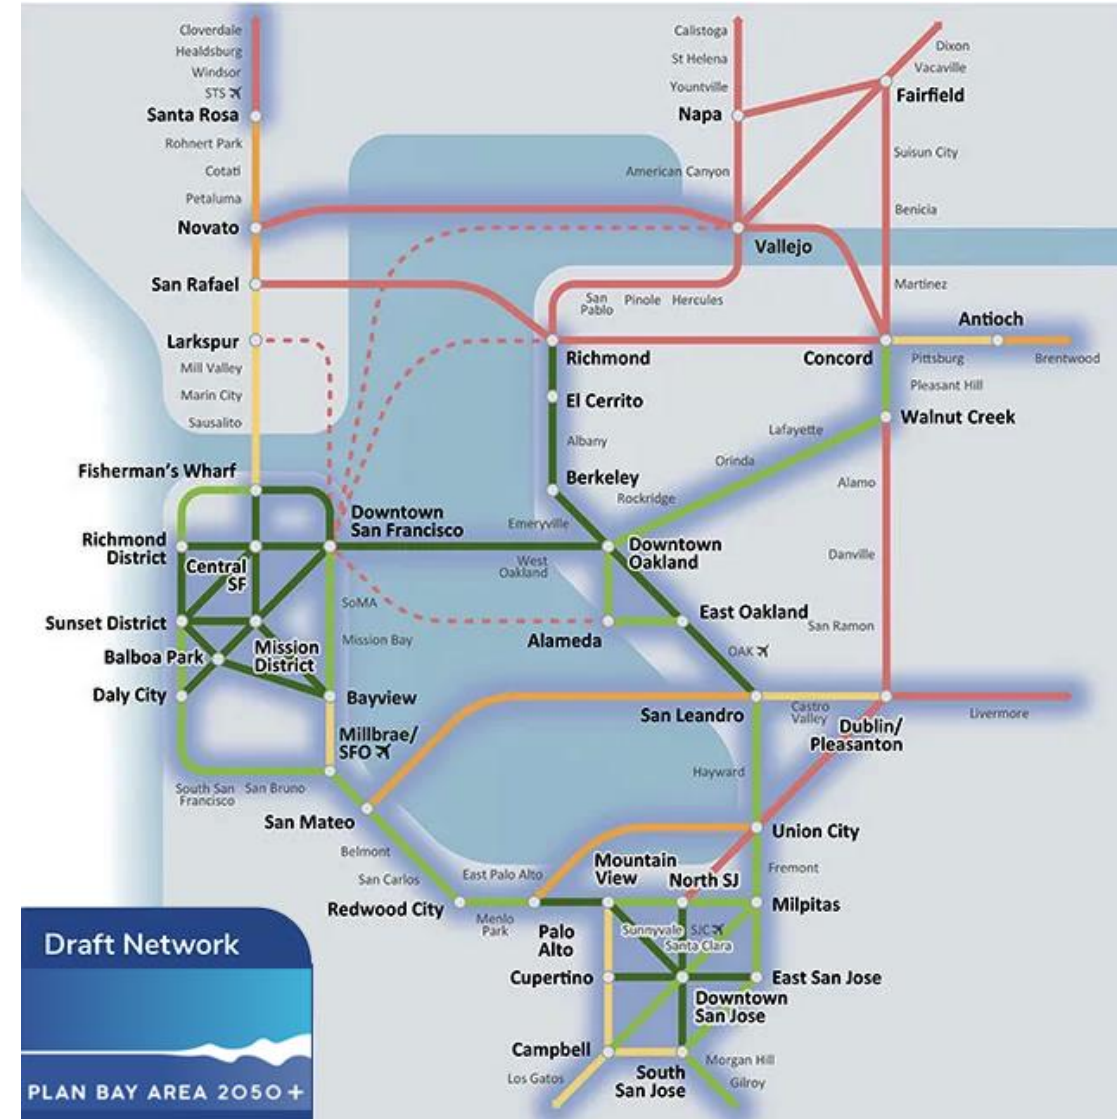 Cloverdale
Healdsburg
Windsor
STS
Santa Rosa
Rohnert Park
Cotati
Petaluma
Novato
San Rafael
Larkspur
Mill Valley
Marin City
Sausalito
Calistoga
St Helena
Yountville
Napa
American Canyon
Dixon
Vacaville
Fairfield
Suisun City
Benicia
Vallejo
Martinez
San
Pablo
Pinole
Hercules
Richmond
Concord
Antioch
Pittsburg
Brentwood
Pleasant Hill
El Cerrito
Walnut Creek
Albany
Lafayette
Orinda
Berkeley
Rockridge
Alamo
Emeryville
Fisherman's Wharf
Downtown
San Francisco
Richmond
District
Central
SF
West
Oakland
Downtown
Oakland
Danville
SoMA
Sunset District
Mission Bay
East Oakland
San Ramon
Alameda
OAK
Balboa Park
Mission
District
Daly City
Bayview
San Leandro
Castro
Valley
Dublin/
Pleasanton
Livermore
Millbrae/
SFO
Hayward
South San
Francisco
San Bruno
San Mateo
Union City
Belmont
San Carlos
East Palo Alto
Mountain
View
North SJ
Fremont
Redwood City
Menlo
Park
Palo
Alto
Milpitas
Sunnyvale
SJC
Santa Clara
Cupertino
East San Jose
Downtown
San Jose
Campbell
Los Gatos
South
San Jose
Morgan Hill
Gilroy
Draft Network
PLAN BAY AREA 2050+